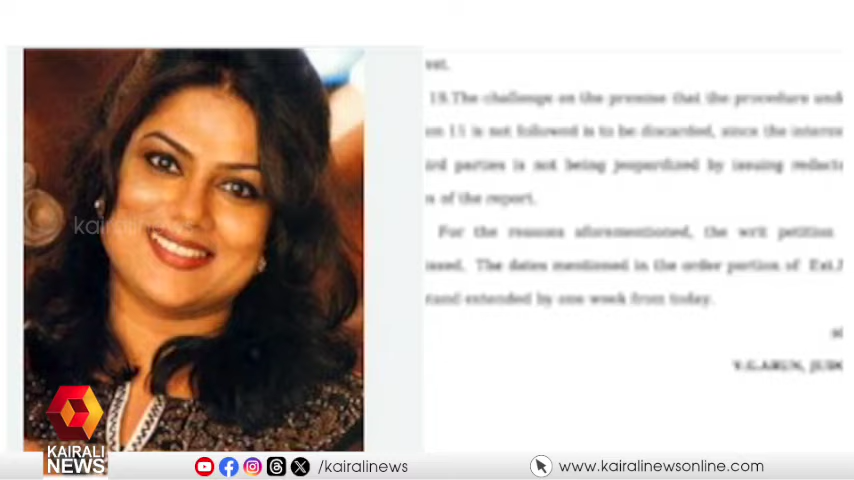 est.
19.The challenge on the premise that the procedure und
on 11 is not followed is to be discarded, since the interes
ird parties is not being jeopardized by issuing redacte
s of the report.
For the reasons aforementioned, the writ petition
issed. The dates mentioned in the order portion of Ext.
tand extended by one week from today.
V.G.ARUN, JUD
kairali
KAIRALI
NEWS
/kairalinews
www.kairalinewsonline.com